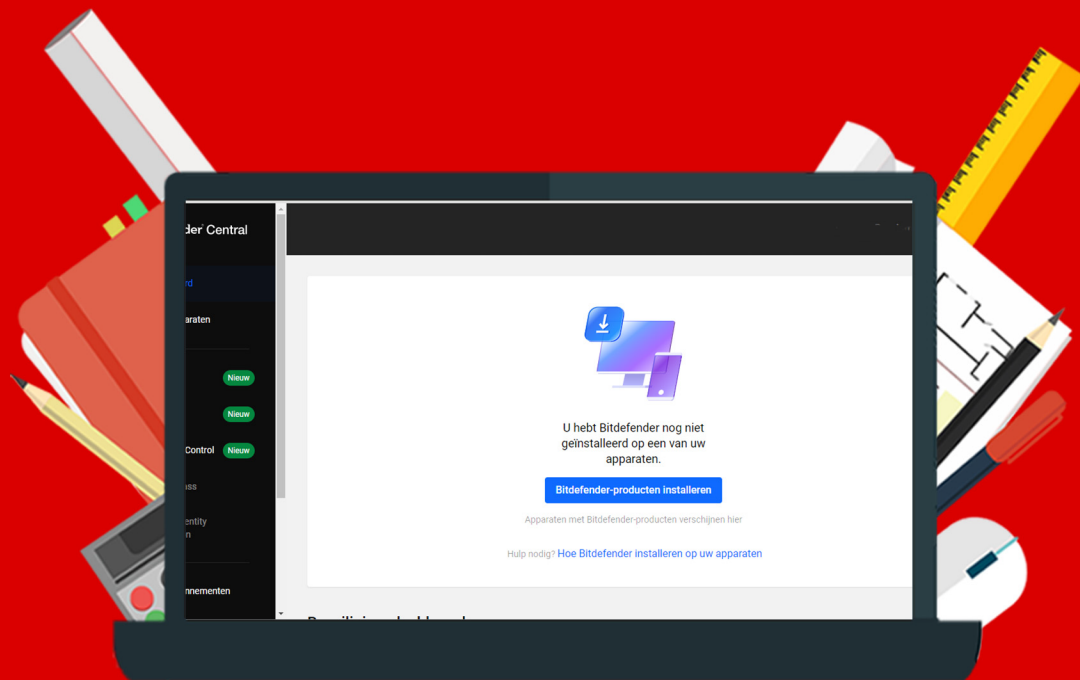 der Central
rd
araten
Nieuw
Nieuw
Control Nieuw
ass
entity
n
nnementen
U hebt Bitdefender nog niet
geïnstalleerd op een van uw
apparaten.
Bitdefender-producten installeren
Apparaten met Bitdefender-producten verschijnen hier
Hulp nodig? Hoe Bitdefender installeren op uw apparaten